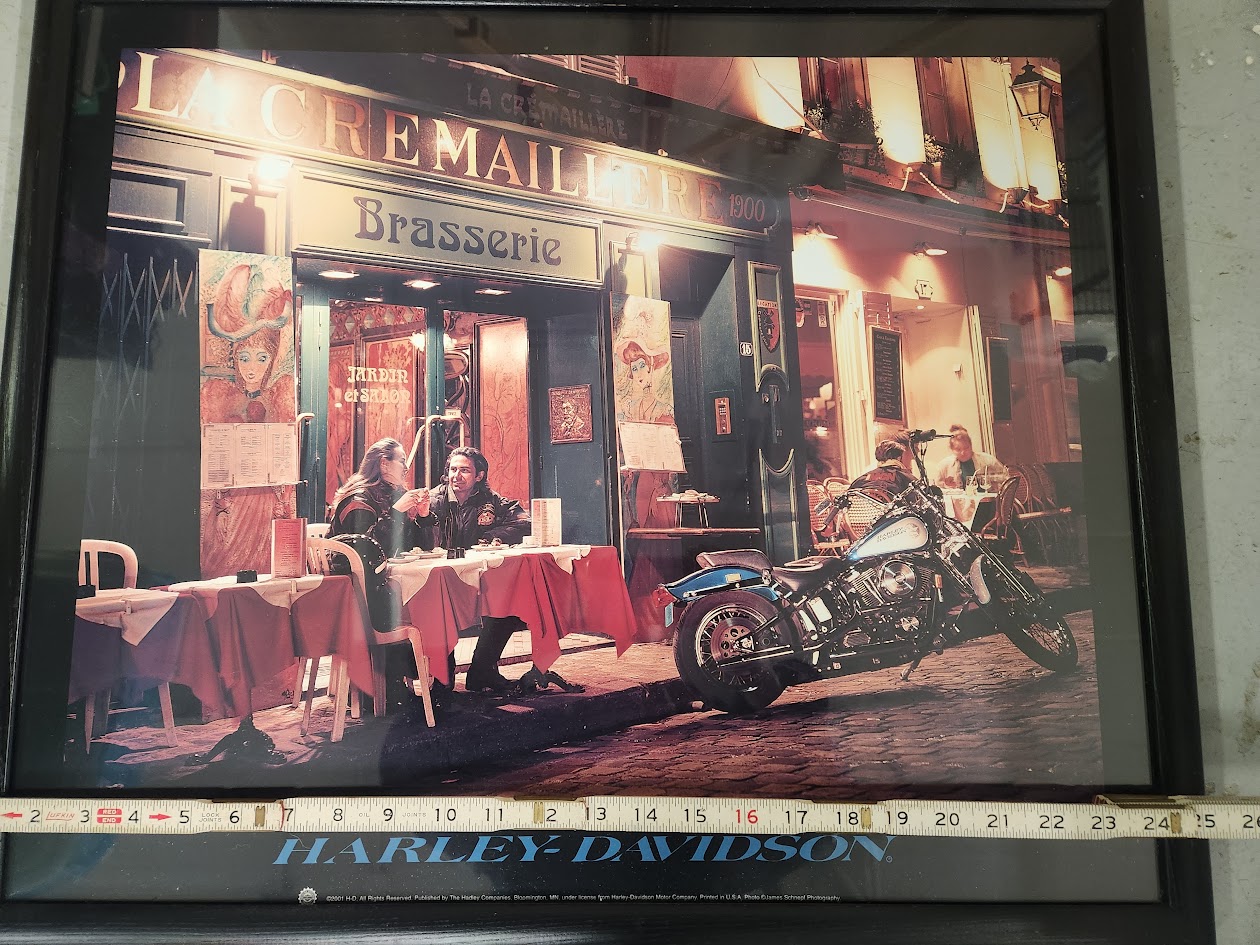 LA CREMAILLERE 1900
LA CRÉMAILLÈRE
Brasserie
JARDIN
et SALON
15
HARLEY-DAVIDSON
2 LUFKIN 3 RED END 4 5 LOCK JOINTS 6 7 8 OIL 9 JOINTS 10 11 12 13 14 15 16 17 18 19 20 21 22 23 24 25 26
HARLEY-DAVIDSON
©2001 H-D. All Rights Reserved. Published by The Hadley Companies, Bloomington, MN, under license from Harley-Davidson Motor Company. Printed in U.S.A. Photo ©James Schnepf Photography.